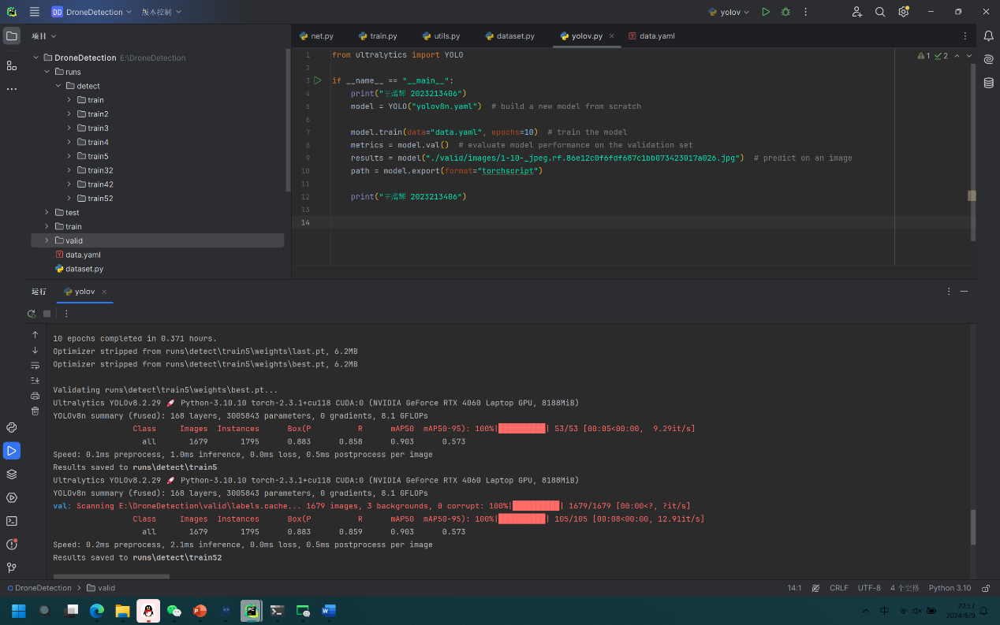 DD DroneDetection 版本控制 yolov
项目
net.py train.py utils.py dataset.py yolov.py data.yaml
DroneDetection E:\DroneDetection
runs
detect
train
train2
train3
train4
train5
train32
train42
train52
test
train
valid
data.yaml
dataset.py
1 from ultralytics import YOLO
2
3 if __name__ == "__main__":
4 print(" 2023213406")
5 model = YOLO("yolov8n.yaml") # build a new model from scratch
6
7 model.train(data="data.yaml", epochs=10) # train the model
8 metrics = model.val() # evaluate model performance on the validation set
9 results = model("./valid/images/1-10-_jpeg.rf.86e12c0f6fdf687c1bb073423017a026.jpg") # predict on an image
10 path = model.export(format="torchscript")
11
12 print(" 2023213406")
13
14
1 2
运行 yolov
10 epochs completed in 0.371 hours.
Optimizer stripped from runs\detect\train5\weights\last.pt, 6.2MB
Optimizer stripped from runs\detect\train5\weights\best.pt, 6.2MB
Validating runs\detect\train5\weights\best.pt...
Ultralytics YOLOv8.2.29 🚀 Python-3.10.10 torch-2.3.1+cu118 CUDA:0 (NVIDIA GeForce RTX 4060 Laptop GPU, 8188MiB)
YOLOv8n summary (fused): 168 layers, 3005843 parameters, 0 gradients, 8.1 GFLOPs
Class Images Instances Box(P R mAP50 mAP50-95): 100%|██████████| 53/53 [00:05<00:00, 9.29it/s]
all 1679 1795 0.883 0.858 0.903 0.573
Speed: 0.1ms preprocess, 1.0ms inference, 0.0ms loss, 0.5ms postprocess per image
Results saved to runs\detect\train5
Ultralytics YOLOv8.2.29 🚀 Python-3.10.10 torch-2.3.1+cu118 CUDA:0 (NVIDIA GeForce RTX 4060 Laptop GPU, 8188MiB)
YOLOv8n summary (fused): 168 layers, 3005843 parameters, 0 gradients, 8.1 GFLOPs
val: Scanning E:\DroneDetection\valid\labels.cache... 1679 images, 3 backgrounds, 0 corrupt: 100%|██████████| 1679/1679 [00:00<?, ?it/s]
Class Images Instances Box(P R mAP50 mAP50-95): 100%|██████████| 105/105 [00:08<00:00, 12.91it/s]
all 1679 1795 0.883 0.859 0.903 0.573
Speed: 0.2ms preprocess, 2.1ms inference, 0.0ms loss, 0.5ms postprocess per image
Results saved to runs\detect\train52
DroneDetection valid 14:1 CRLF UTF-8 4 个空格 Python 3.10
中 22:17
2024/6/9